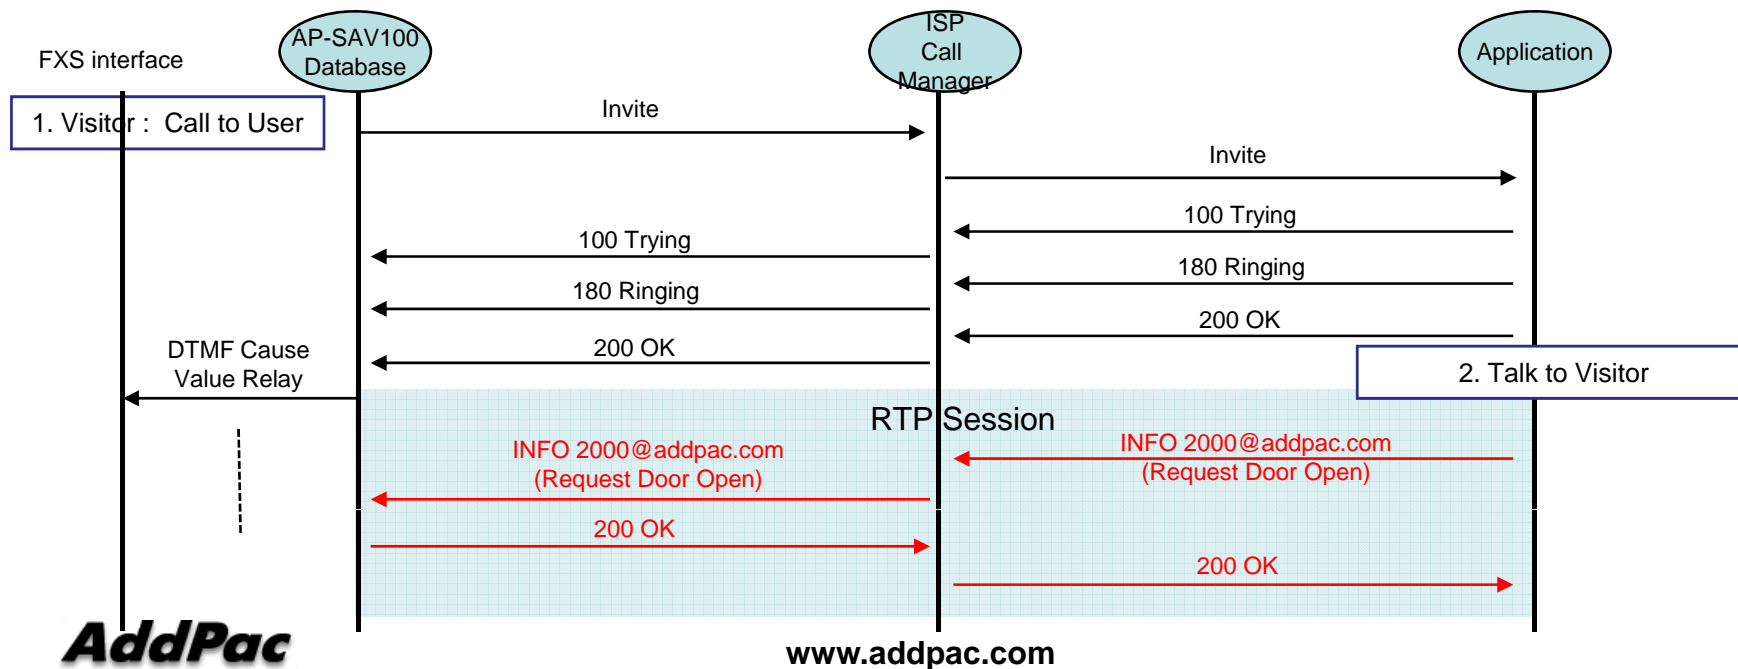 FXS interface
AP-SAV100
Database
ISP
Call
Manager
Application
1. Visitor :  Call to User
Invite
Invite
100 Trying
100 Trying
180 Ringing
180 Ringing
200 OK
200 OK
DTMF Cause
Value Relay
2. Talk to Visitor
RTP Session
INFO 2000@addpac.com
(Request Door Open)
INFO 2000@addpac.com
(Request Door Open)
200 OK
200 OK
AddPac
www.addpac.com